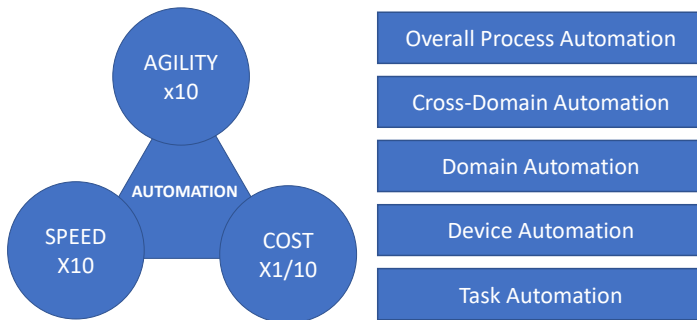 AGILITY
x10
AUTOMATION
SPEED
X10
COST
X1/10
Overall Process Automation
Cross-Domain Automation
Domain Automation
Device Automation
Task Automation